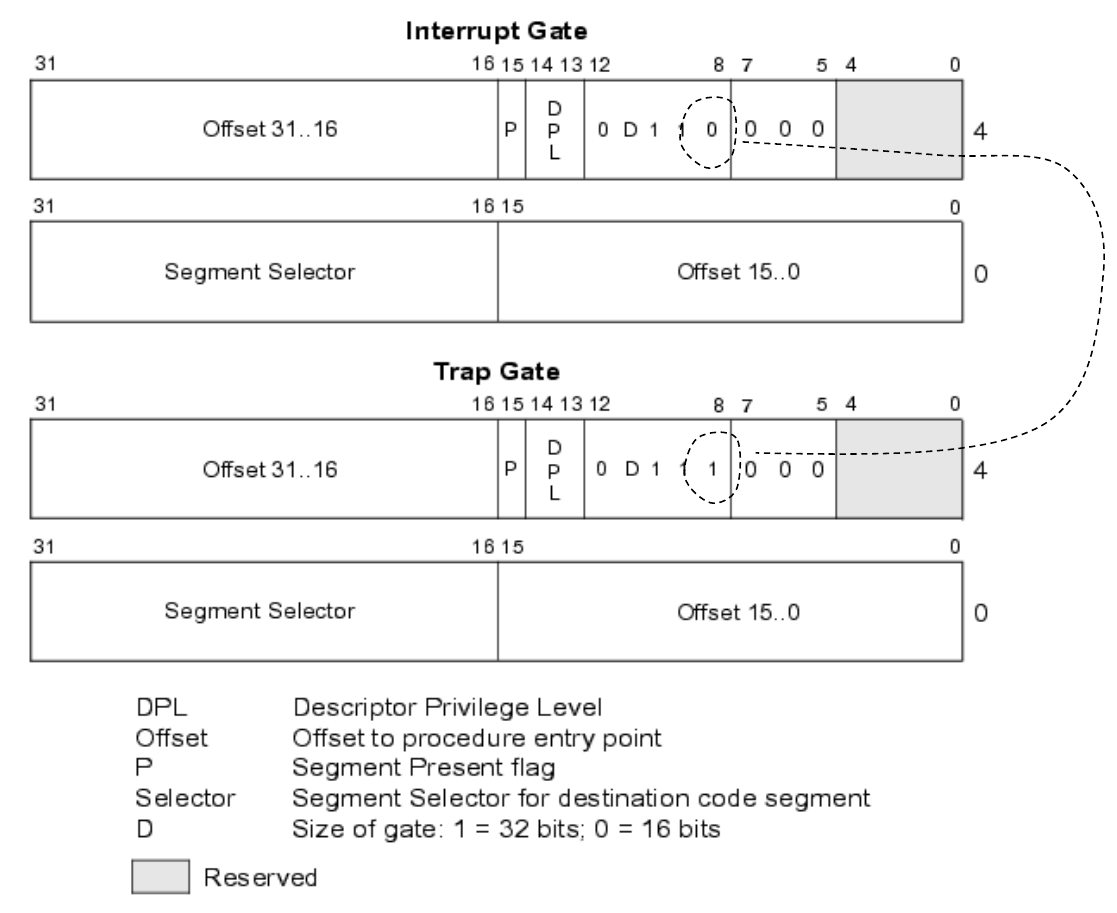 Interrupt Gate
31 16 15 14 13 12 8 7 5 4 0
Offset 31..16 P DPL 0 D 1 1 0 0 0 0 4
31 16 15 0
Segment Selector Offset 15..0 0
Trap Gate
31 16 15 14 13 12 8 7 5 4 0
Offset 31..16 P DPL 0 D 1 1 1 0 0 0 4
31 16 15 0
Segment Selector Offset 15..0 0
DPL Descriptor Privilege Level
Offset Offset to procedure entry point
P Segment Present flag
Selector Segment Selector for destination code segment
D Size of gate: 1 = 32 bits; 0 = 16 bits
Reserved